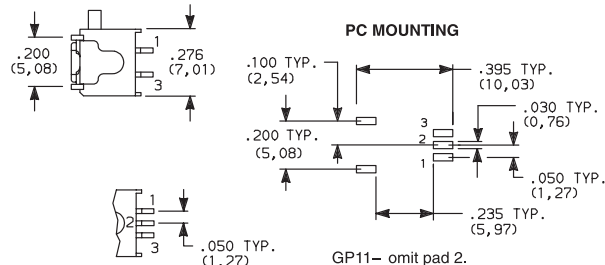 .200
(5,08)
1
3
.276
(7,01)
PC MOUNTING
.100 TYP.
(2,54)
.395 TYP.
(10,03)
.030 TYP.
(0,76)
3
2
1
.200 TYP.
(5,08)
.050 TYP.
(1,27)
.235 TYP.
(5,97)
1
2
3
.050 TYP.
(1,27)
GP11– omit pad 2.